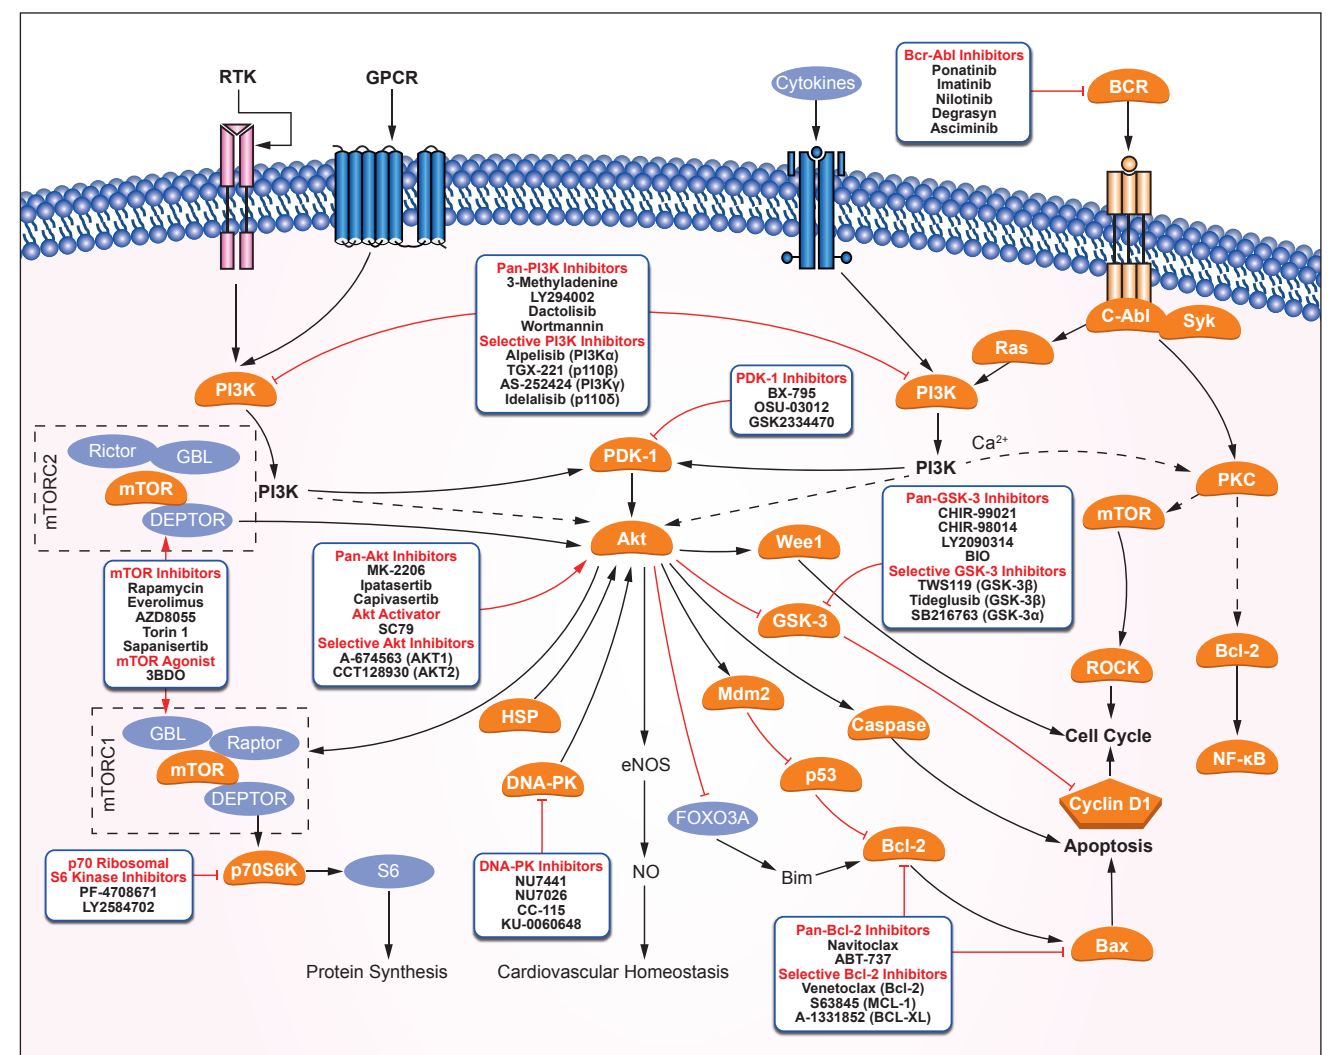 RTK
GPCR
Cytokines
Bcr-Abl Inhibitors
Ponatinib
Imatinib
Nilotinib
Degrasyn
Asciminib
BCR
Pan-PI3K Inhibitors
3-Methyladenine
LY294002
Dactolisib
Wortmannin
Selective PI3K Inhibitors
Alpelisib (PI3Kα)
TGX-221 (p110β)
AS-252424 (PI3Kγ)
Idelalisib (p110δ)
C-Abl
Syk
Ras
PI3K
PI3K
PDK-1 Inhibitors
BX-795
OSU-03012
GSK2334470
mTORC2
Rictor
GBL
mTOR
DEPTOR
PI3K
PDK-1
PI3K
Ca²⁺
PKC
mTOR
Akt
Wee1
Pan-GSK-3 Inhibitors
CHIR-99021
CHIR-98014
LY2090314
BIO
Selective GSK-3 Inhibitors
TWS119 (GSK-3β)
Tideglusib (GSK-3β)
SB216763 (GSK-3α)
mTOR Inhibitors
Rapamycin
Everolimus
AZD8055
Torin 1
Sapanisertib
mTOR Agonist
3BDO
Pan-Akt Inhibitors
MK-2206
Ipatasertib
Capivasertib
Akt Activator
SC79
Selective Akt Inhibitors
A-674563 (AKT1)
CCT128930 (AKT2)
GSK-3
ROCK
Bcl-2
Mdm2
HSP
Caspase
Cell Cycle
NF-κB
mTORC1
GBL
Raptor
mTOR
DEPTOR
DNA-PK
eNOS
p53
Cyclin D1
FOXO3A
Bcl-2
Apoptosis
p70 Ribosomal
S6 Kinase Inhibitors
PF-4708671
LY2584702
p70S6K
S6
DNA-PK Inhibitors
NU7441
NU7026
CC-115
KU-0060648
NO
Bim
Pan-Bcl-2 Inhibitors
Navitoclax
ABT-737
Selective Bcl-2 Inhibitors
Venetoclax (Bcl-2)
S63845 (MCL-1)
A-1331852 (BCL-XL)
Bax
Protein Synthesis
Cardiovascular Homeostasis